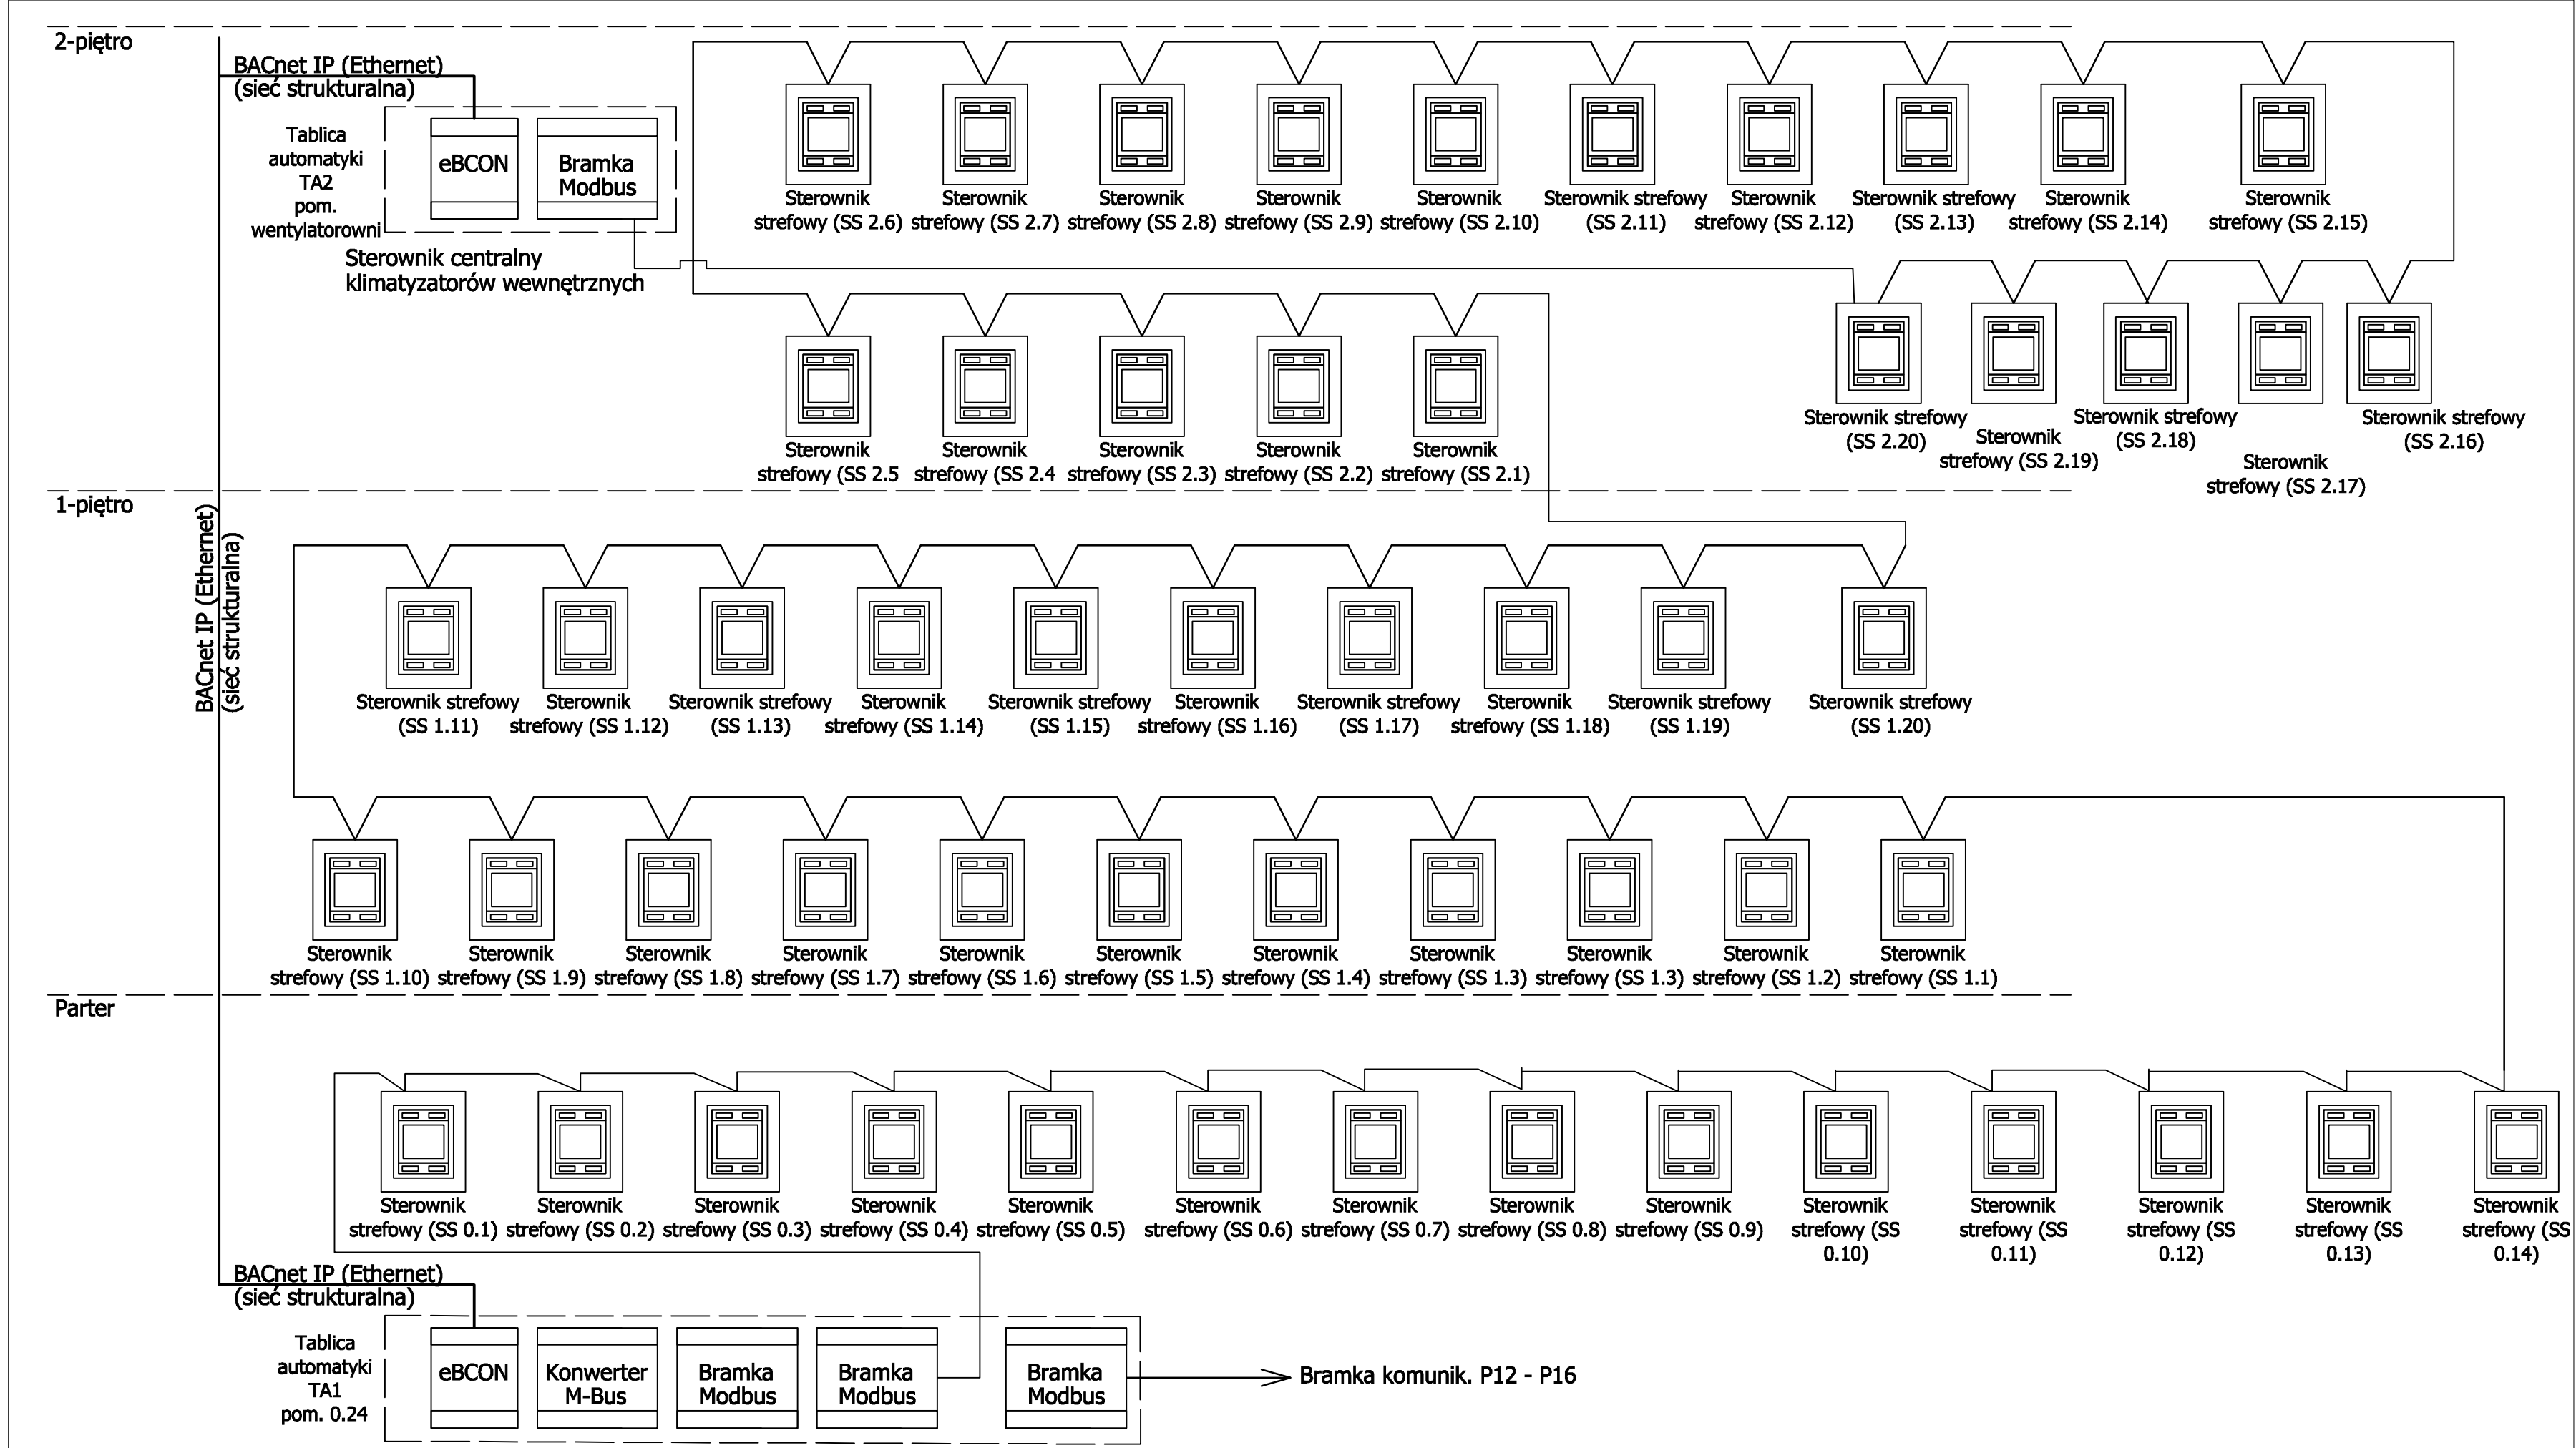 2-piętro
BACnet IP (Ethernet)
(sieć strukturalna)
Tablica
automatyki
TA2
pom.
wentylatorowni
eBCON
Bramka
Modbus
Sterownik centralny
klimatyzatorów wewnętrznych
Sterownik
strefowy (SS 2.6)
Sterownik
strefowy (SS 2.7)
Sterownik
strefowy (SS 2.8)
Sterownik
strefowy (SS 2.9)
Sterownik
strefowy (SS 2.10)
Sterownik strefowy
(SS 2.11)
Sterownik
strefowy (SS 2.12)
Sterownik strefowy
(SS 2.13)
Sterownik
strefowy (SS 2.14)
Sterownik
strefowy (SS 2.15)
Sterownik
strefowy (SS 2.5
Sterownik
strefowy (SS 2.4
Sterownik
strefowy (SS 2.3)
Sterownik
strefowy (SS 2.2)
Sterownik
strefowy (SS 2.1)
Sterownik strefowy
(SS 2.20)
Sterownik
strefowy (SS 2.19)
Sterownik strefowy
(SS 2.18)
Sterownik
strefowy (SS 2.17)
Sterownik strefowy
(SS 2.16)
1-piętro
BACnet IP (Ethernet)
(sieć strukturalna)
Sterownik strefowy
(SS 1.11)
Sterownik
strefowy (SS 1.12)
Sterownik strefowy
(SS 1.13)
Sterownik
strefowy (SS 1.14)
Sterownik strefowy
(SS 1.15)
Sterownik
strefowy (SS 1.16)
Sterownik strefowy
(SS 1.17)
Sterownik
strefowy (SS 1.18)
Sterownik strefowy
(SS 1.19)
Sterownik strefowy
(SS 1.20)
Sterownik
strefowy (SS 1.10)
Sterownik
strefowy (SS 1.9)
Sterownik
strefowy (SS 1.8)
Sterownik
strefowy (SS 1.7)
Sterownik
strefowy (SS 1.6)
Sterownik
strefowy (SS 1.5)
Sterownik
strefowy (SS 1.4)
Sterownik
strefowy (SS 1.3)
Sterownik
strefowy (SS 1.3)
Sterownik
strefowy (SS 1.2)
Sterownik
strefowy (SS 1.1)
Parter
Sterownik
strefowy (SS 0.1)
Sterownik
strefowy (SS 0.2)
Sterownik
strefowy (SS 0.3)
Sterownik
strefowy (SS 0.4)
Sterownik
strefowy (SS 0.5)
Sterownik
strefowy (SS 0.6)
Sterownik
strefowy (SS 0.7)
Sterownik
strefowy (SS 0.8)
Sterownik
strefowy (SS 0.9)
Sterownik
strefowy (SS
0.10)
Sterownik
strefowy (SS
0.11)
Sterownik
strefowy (SS
0.12)
Sterownik
strefowy (SS
0.13)
Sterownik
strefowy (SS
0.14)
BACnet IP (Ethernet)
(sieć strukturalna)
Tablica
automatyki
TA1
pom. 0.24
eBCON
Konwerter
M-Bus
Bramka
Modbus
Bramka
Modbus
Bramka
Modbus
Bramka komunik. P12 - P16